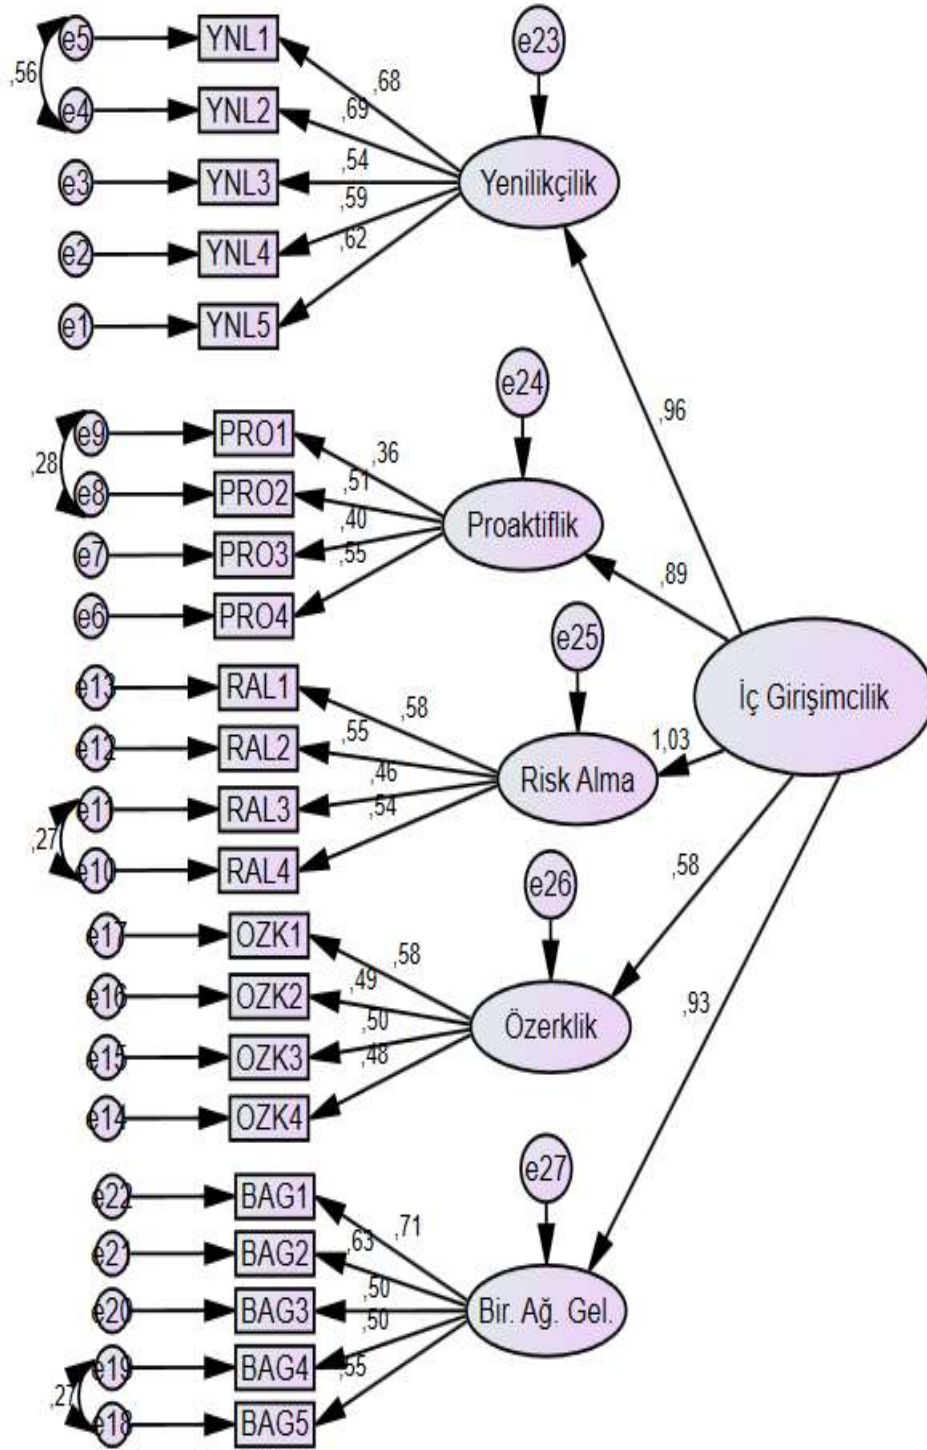 e5 YNL1 ,68 e23
,56
e4 YNL2 ,69
e3 YNL3 ,54 Yenilikçilik
e2 YNL4 ,59
e1 YNL5 ,62
,96
e24
e9 PRO1 ,36
,28
e8 PRO2 ,51
e7 PRO3 ,40 Proaktiflik
e6 PRO4 ,55
,89
e25
e13 RAL1 ,58
İç Girişimcilik
e12 RAL2 ,55
1,03
e11 RAL3 ,46 Risk Alma
,27
e10 RAL4 ,54
,58
e26
e17 OZK1 ,58
e16 OZK2 ,49
,93
e15 OZK3 ,50 Özerklik
e14 OZK4 ,48
e27
e22 BAG1 ,71
e21 BAG2 ,63
e20 BAG3 ,50 Bir. Ağ. Gel.
e19 BAG4 ,50
,27
e18 BAG5 ,55